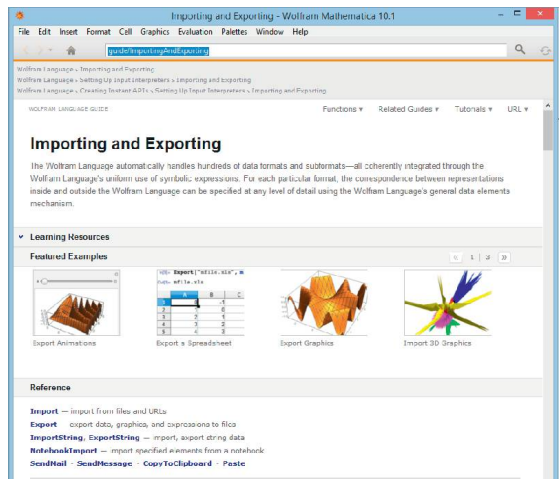 Importing and Exporting - Wolfram Mathematica 10.1
File Edit Insert Format Cell Graphics Evaluation Palettes Window Help
guide/ImportingAndExporting
Wolfram Language > Importing and Exporting
Wolfram Language > Setting Up Input Interpreters > Importing and Exporting
Wolfram Language > Creating Instant APIs > Setting Up Input Interpreters > Importing and Exporting
WOLFRAM LANGUAGE GUIDE Functions Related Guides Tutorials URL
Importing and Exporting
The Wolfram Language automatically handles hundreds of data formats and subformats—all coherently integrated through the
Wolfram Language's uniform use of symbolic expressions. For each particular format, the correspondence between representations
inside and outside the Wolfram Language can be specified at any level of detail using the Wolfram Language's general data elements
mechanism.
Learning Resources
Featured Examples
Export["nfile.xls",
nfile.xls
A B C
Export Animations Export a Spreadsheet Export Graphics Import 3D Graphics
Reference
Import — import from files and URLs
Export — export data, graphics, and expressions to files
ImportString, ExportString — import, export string data
NotebookImport — import specified elements from a notebook
SendMail · SendMessage · CopyToClipboard · Paste